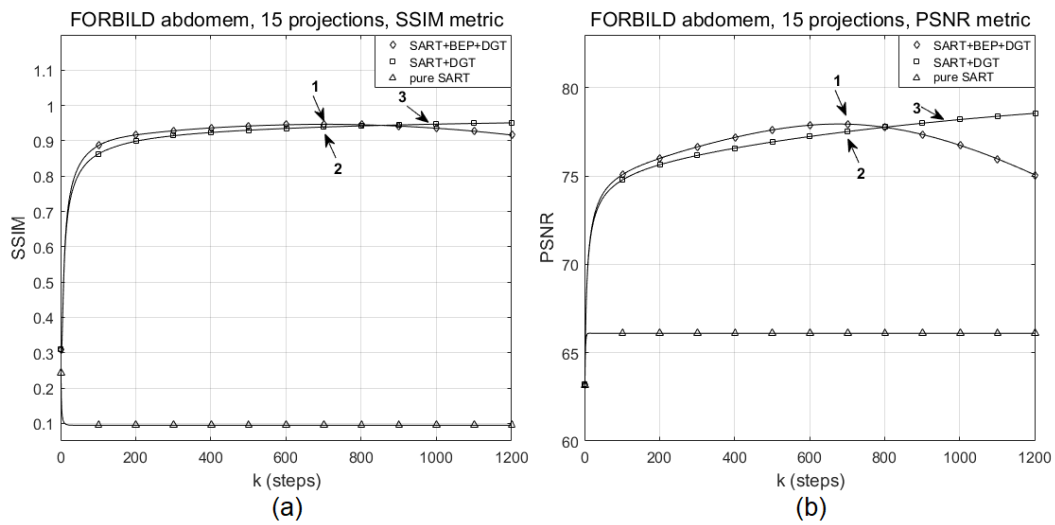 FORBILD abdomem, 15 projections, SSIM metric
SART+BEP+DGT
SART+DGT
pure SART
1.1
1
0.9
0.8
0.7
0.6
0.5
0.4
0.3
0.2
0.1
SSIM
1
2
3
0
200
400
600
800
1000
1200
k (steps)
(a)
FORBILD abdomem, 15 projections, PSNR metric
SART+BEP+DGT
SART+DGT
pure SART
80
75
70
65
60
PSNR
1
2
3
0
200
400
600
800
1000
1200
k (steps)
(b)